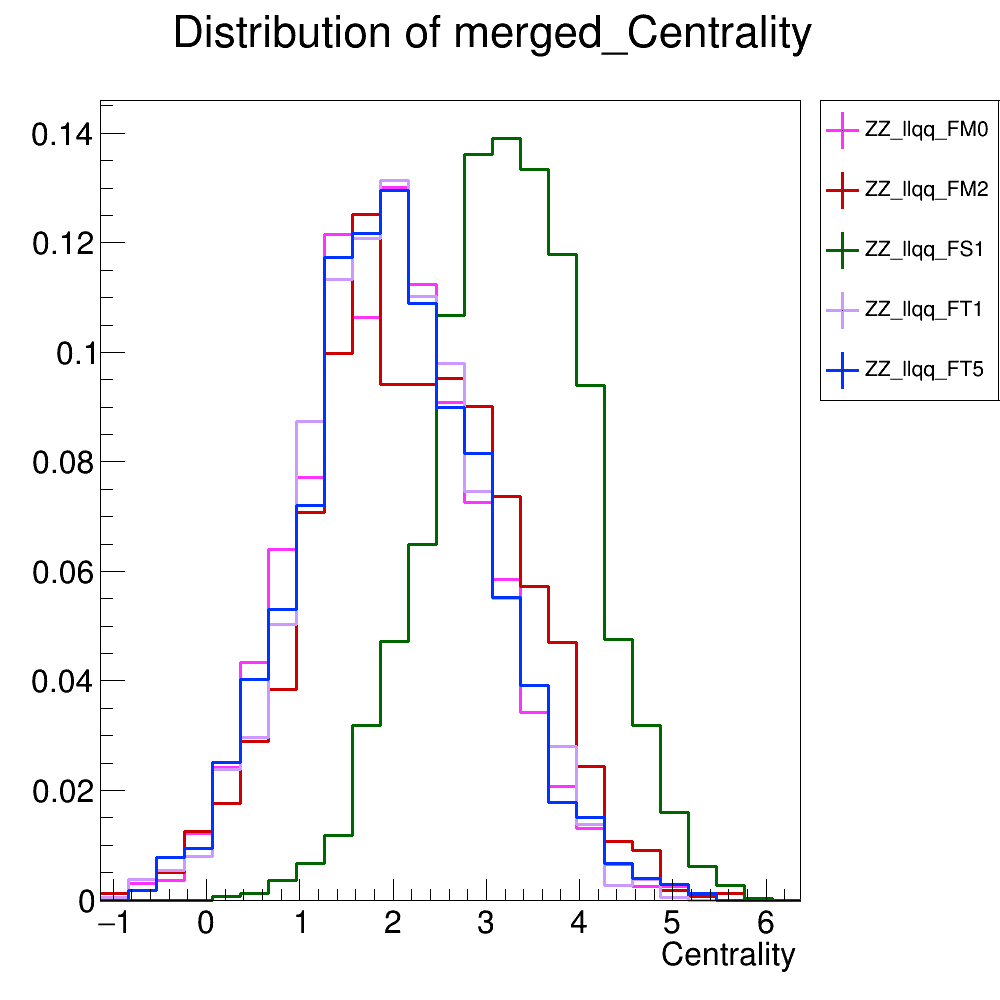 Distribution of merged_Centrality
0.14
0.12
0.1
0.08
0.06
0.04
0.02
0
−1 0 1 2 3 4 5 6
Centrality
ZZ_llqq_FM0
ZZ_llqq_FM2
ZZ_llqq_FS1
ZZ_llqq_FT1
ZZ_llqq_FT5